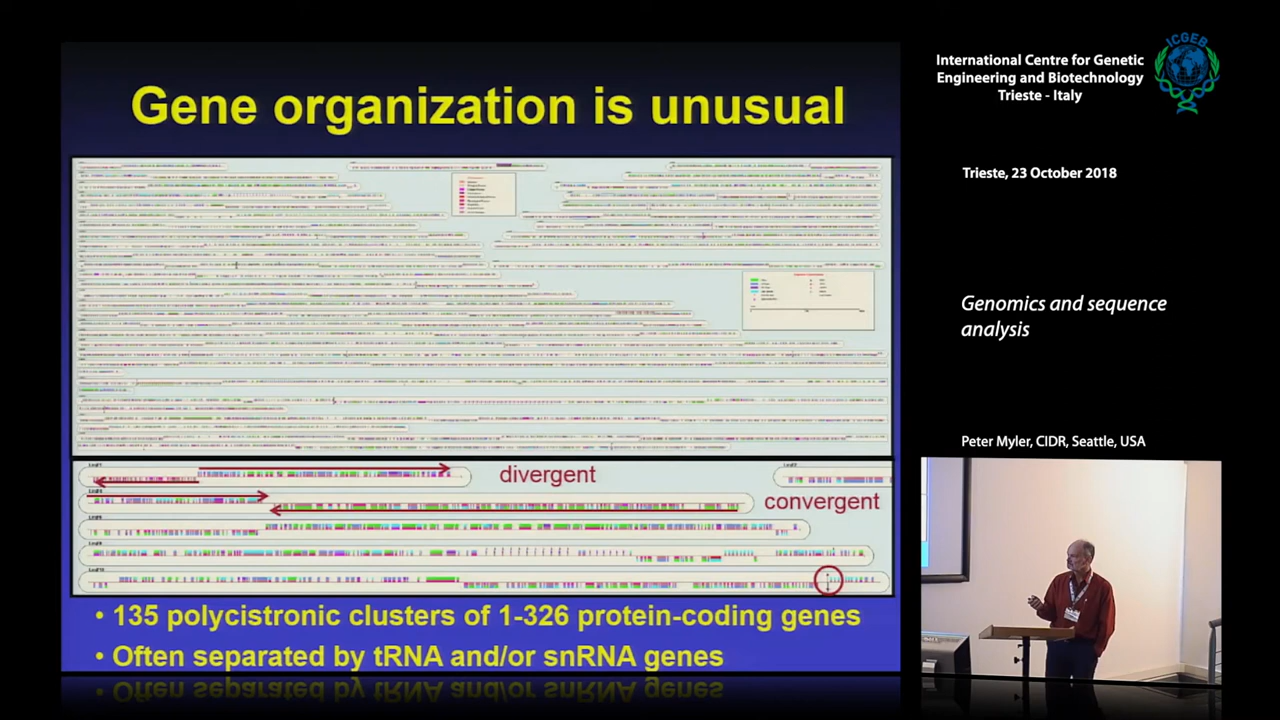 Gene organization is unusual
divergent
convergent
• 135 polycistronic clusters of 1-326 protein-coding genes
• Often separated by tRNA and/or snRNA genes
ICGEB
International Centre for Genetic
Engineering and Biotechnology
Trieste - Italy
Trieste, 23 October 2018
Genomics and sequence
analysis
Peter Myler, CIDR, Seattle, USA